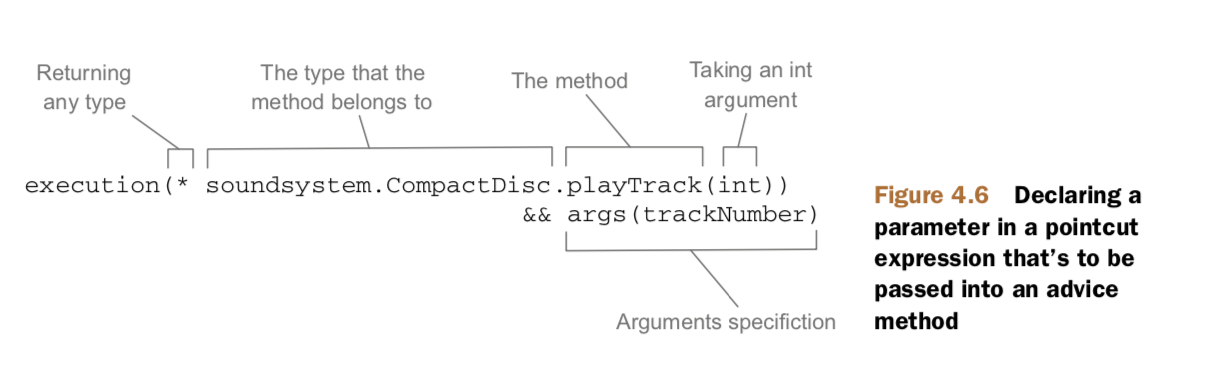 Returning
any type
The type that the
method belongs to
The method
Taking an int
argument
execution(* soundsystem.CompactDisc.playTrack(int))
&& args(trackNumber)
Arguments specifiction
Figure 4.6 Declaring a
parameter in a pointcut
expression that's to be
passed into an advice
method